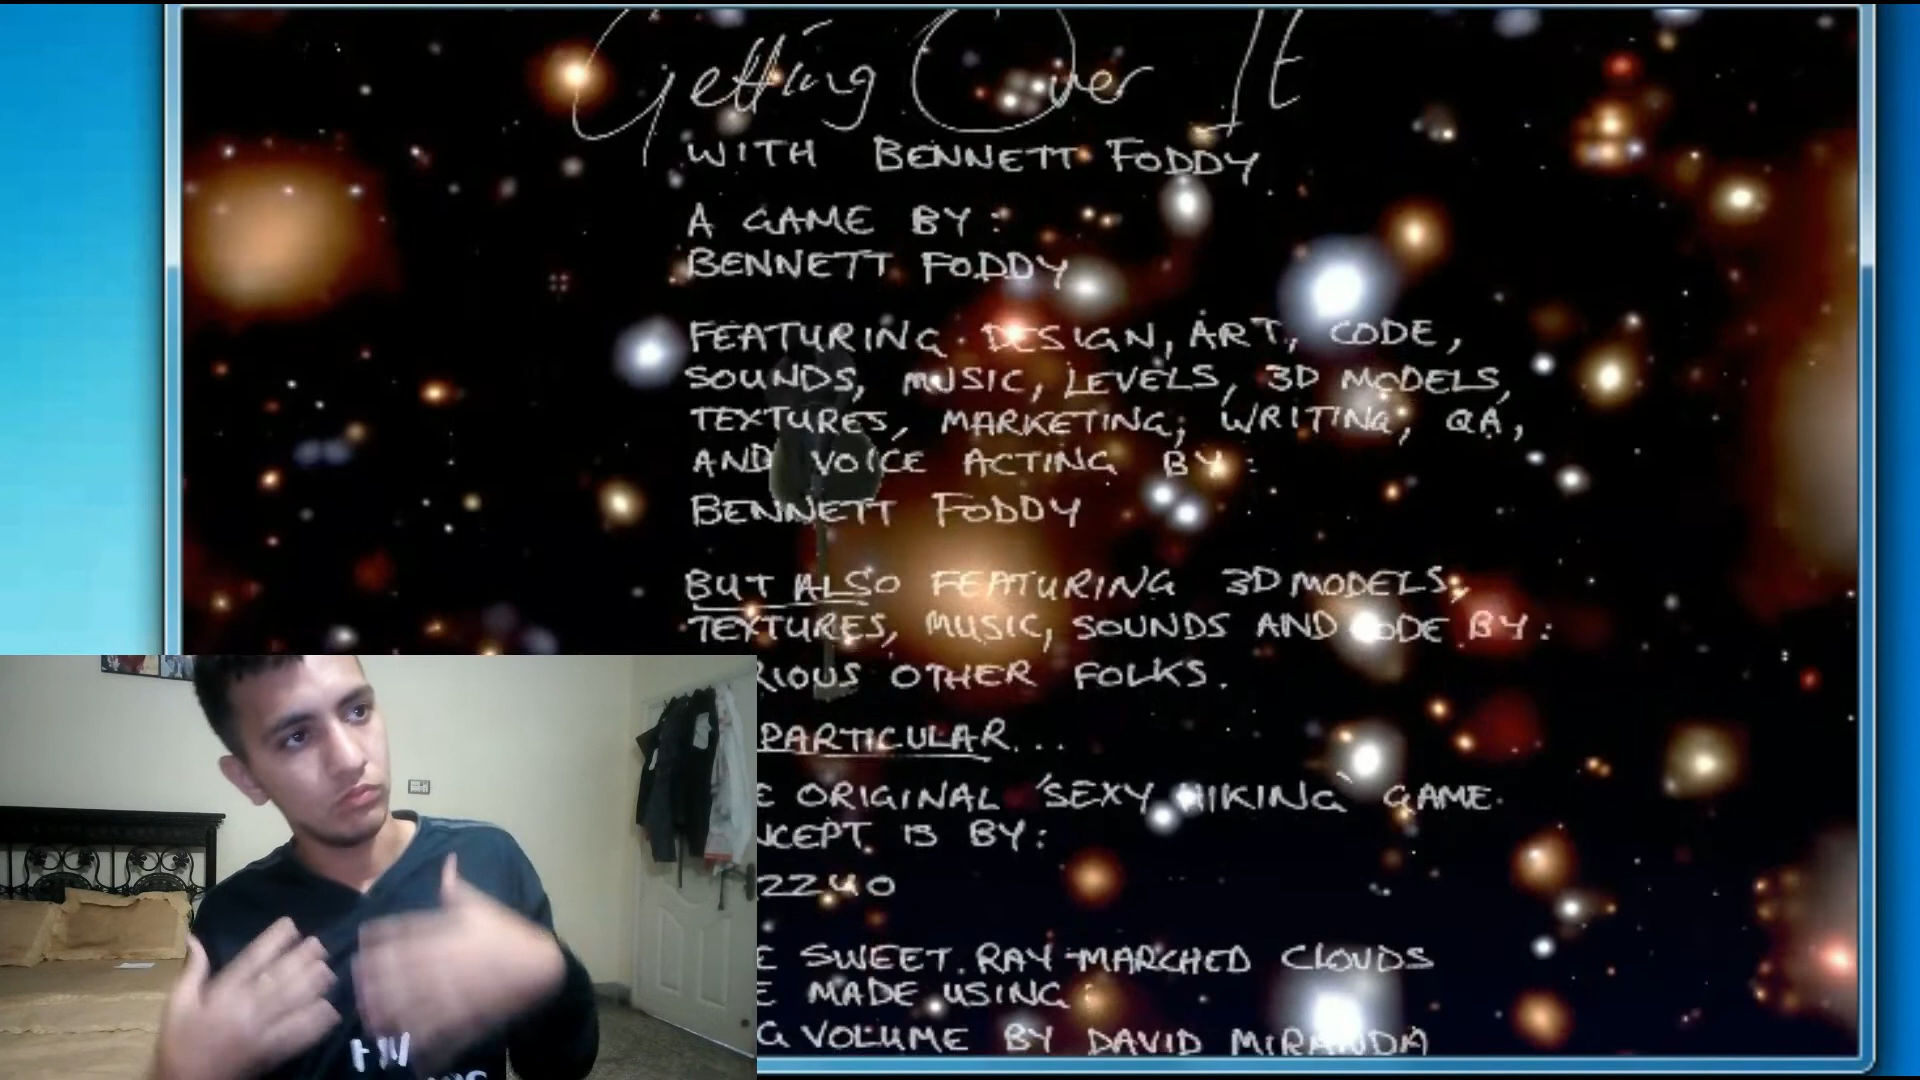 Getting Over It
WITH BENNETT FODDY
A GAME BY:
BENNETT FODDY
FEATURING DESIGN, ART, CODE,
SOUNDS, MUSIC, LEVELS, 3D MODELS,
TEXTURES, MARKETING, WRITING, QA,
AND VOICE ACTING BY:
BENNETT FODDY
BUT ALSO FEATURING 3D MODELS,
TEXTURES, MUSIC, SOUNDS AND CODE BY:
RIOUS OTHER FOLKS.
PARTICULAR...
E ORIGINAL 'SEXY HIKING' GAME
NCEPT IS BY:
ZZUO
E SWEET RAY-MARCHED CLOUDS
E MADE USING
G VOLUME BY DAVID MIRANDA